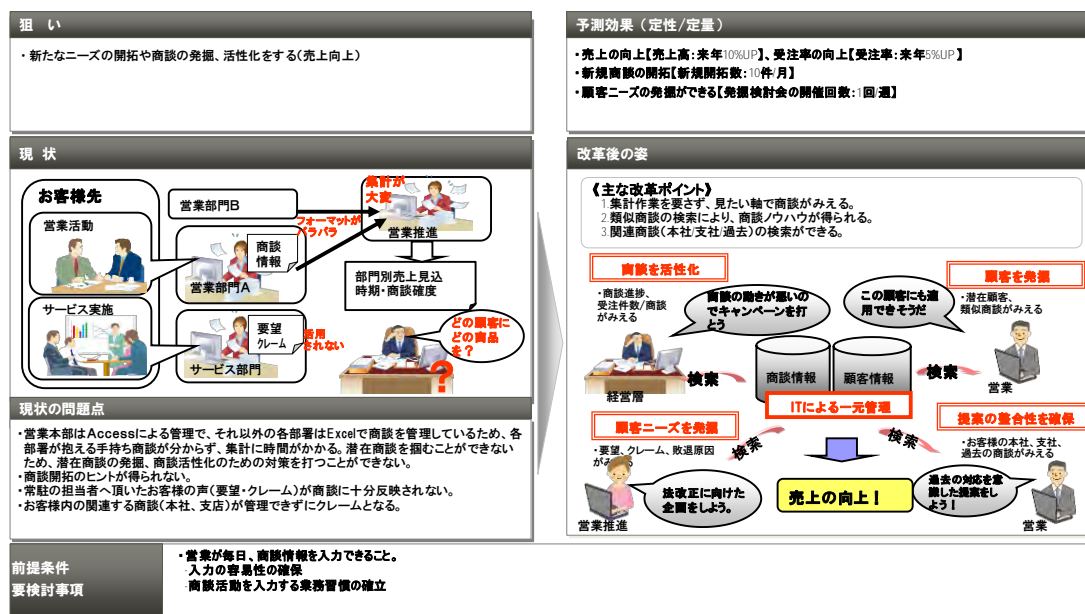 狙 い
・新たなニーズの開拓や商談の発掘、活性化をする(売上向上)
予測効果(定性/定量)
・売上の向上【売上高:来年10%UP】、受注率の向上【受注率:来年5%UP】
・新規商談の開拓【新規開拓数:10件/月】
・顧客ニーズの発掘ができる【発掘検討会の開催回数:1回/週】
現 状
お客様先
営業活動
サービス実施
営業部門B
商談
情報
営業部門A
要望
クレーム
サービス部門
フォーマットが
バラバラ
活用
されない
集計が
大変
営業推進
部門別売上見込
時期・商談確度
どの顧客に
どの商品
を?
?
現状の問題点
・営業本部はAccessによる管理で、それ以外の各部署はExcelで商談を管理しているため、各
部署が抱える手持ち商談が分からず、集計に時間がかかる。潜在商談を掴むことができない
ため、潜在商談の発掘、商談活性化のための対策を打つことができない。
・商談開拓のヒントが得られない。
・常駐の担当者へ頂いたお客様の声(要望・クレーム)が商談に十分反映されない。
・お客様内の関連する商談(本社、支店)が管理できずにクレームとなる。
改革後の姿
《主な改革ポイント》
1.集計作業を要さず、見たい軸で商談がみえる。
2.類似商談の検索により、商談ノウハウが得られる。
3.関連商談(本社/支社/過去)の検索ができる。
商談を活性化
・商談進捗、
受注件数/商談
がみえる
商談の動きが悪いの
でキャンペーンを打
とう
経営層
検索
この顧客にも適
用できそうだ
顧客を発掘
・潜在顧客、
類似商談がみえる
営業
検索
商談情報
顧客情報
ITによる一元管理
顧客ニーズを発掘
・要望、クレーム、敗退原因
がみえる
検索
営業推進
法改正に向けた
企画をしよう。
売上の向上!
検索
提案の整合性を確保
・お客様の本社、支社、
過去の商談がみえる
過去の対応を意
識した提案をし
よう!
営業
前提条件
要検討事項
・営業が毎日、商談情報を入力できること。
・入力の容易性の確保
・商談活動を入力する業務習慣の確立